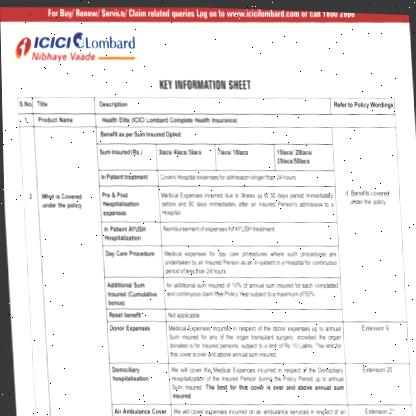 For Buy/ Renew/ Service/ Claim related queries Log on to www.icicilombard.com or call 1800 2666
ICICI Lombard
Nibhaye Vaade
KEY INFORMATION SHEET
S.No. Title Description Refer to Policy Wordings
1 Product Name Health Elite (ICICI Lombard Complete Health Insurance)
Benefit as per Sum Insured Opted:
Sum Insured (Rs.) 3lacs/ 4lacs/ 5lacs 7lacs/ 10lacs 15lacs/ 20lacs
25lacs/50lacs
In Patient treatment Covers Hospital expenses for admission longer than 24 hours
2 What is Covered
under the policy
Pre & Post
Hospitalisation
expenses
Medical Expenses incurred due to illness up to 30 days period immediately
before and 60 days immediately after an Insured Person's admission to a
Hospital
d. Benefits covered
under the policy
In Patient AYUSH
Hospitalization
Reimbursement of expenses for AYUSH treatment
Day Care Procedure
Medical expenses for day care procedures where such procedures are
undertaken by an Insured Person as an in-patient in a Hospital for continuous
period of less than 24 hours
Additional Sum
Insured (Cumulative
bonus)
An additional sum insured of 10% of annual sum insured for each completed
and continuous claim free Policy Year subject to a maximum of 50%
Reset benefit Not applicable
Donor Expenses
Medical Expenses incurred in respect of the donor expenses up to annual
Sum insured for any of the organ transplant surgery, provided the organ
donated is for insured persons, subject to a limit of Rs 10 Lakhs. The limit for
this cover is over and above annual sum insured
Extension 9
Domiciliary
hospitalisation
We will cover the Medical Expenses incurred in respect of the Domiciliary
Hospitalization of the Insured Person during the Policy Period up to annual
Sum insured. The limit for this cover is over and above annual sum
insured
Extension 20
Air Ambulance Cover We will cover expenses incurred on an ambulance services in respect of an Extension 21